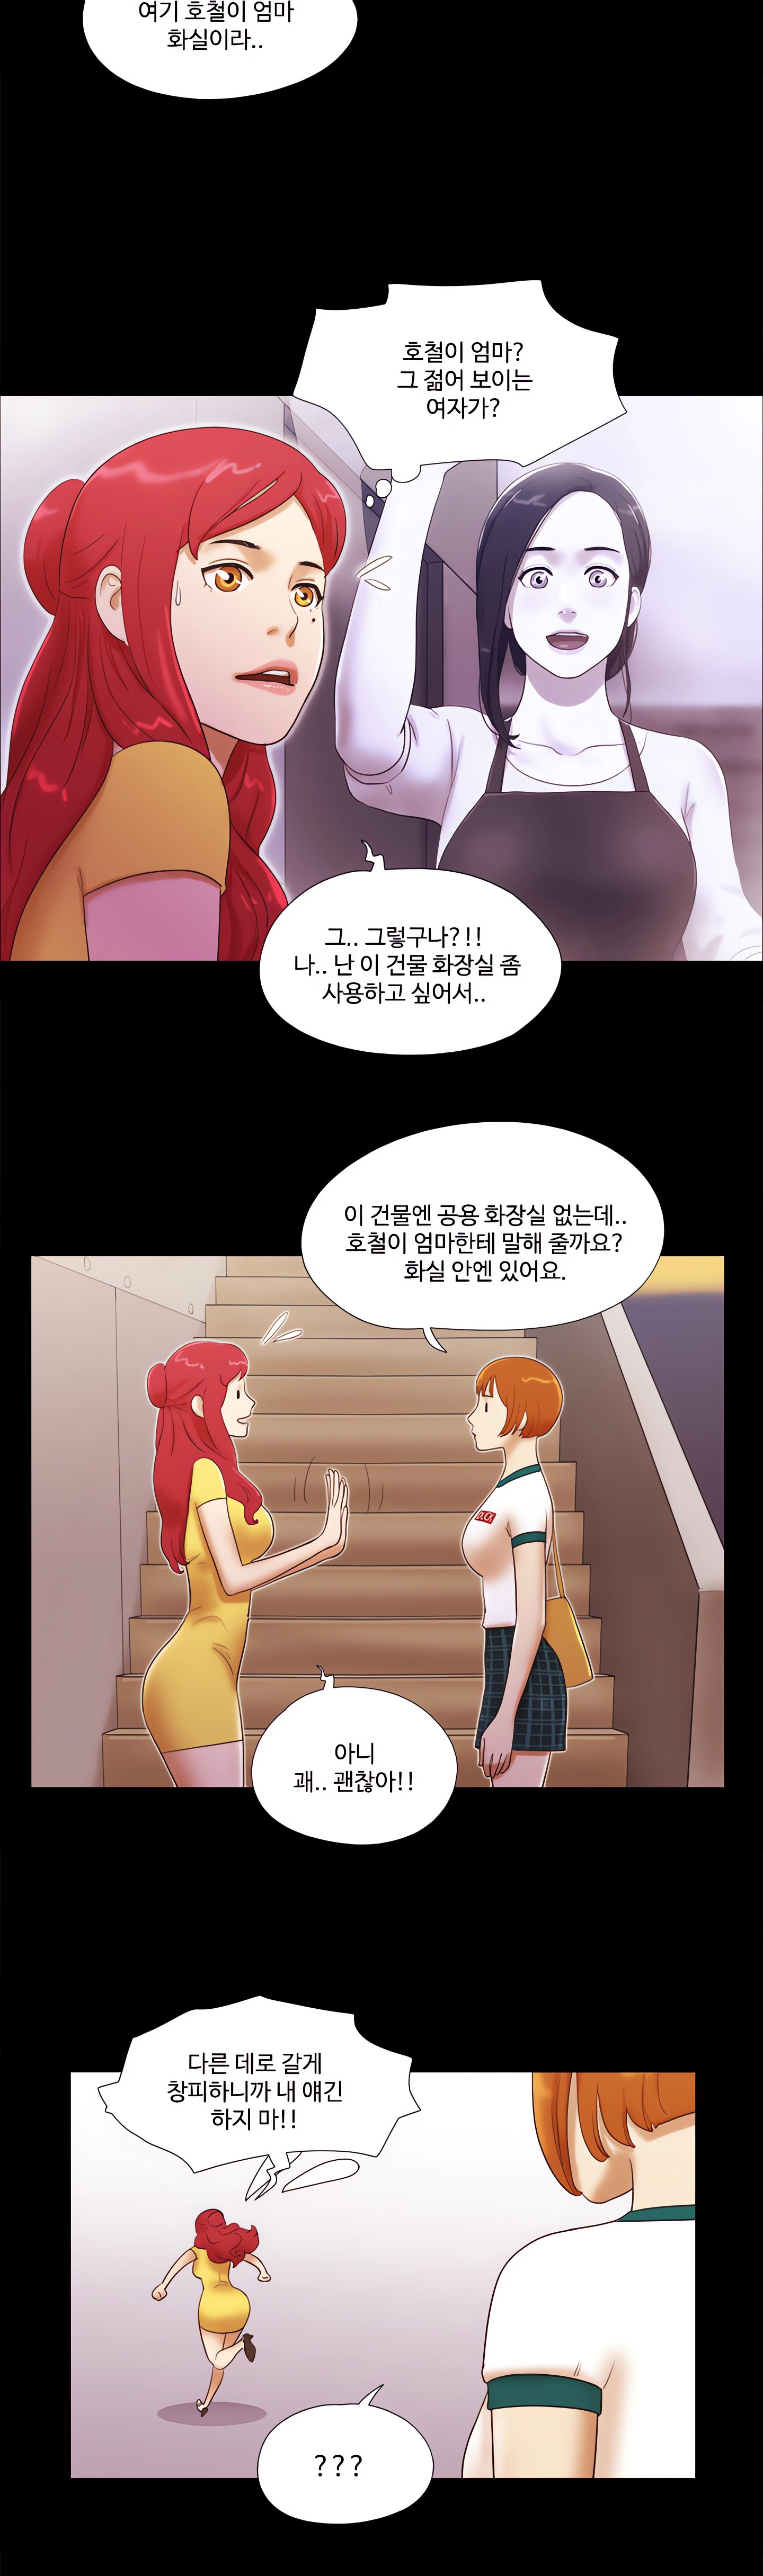 여기 호철이 엄마
화실이라..
호철이 엄마?
그 젊어 보이는
여자가?
그.. 그렇구나?!!
나.. 난 이 건물 화장실 좀
사용하고 싶어서..
이 건물엔 공용 화장실 없는데..
호철이 엄마한테 말해 줄까요?
화실 안엔 있어요.
아니
괘.. 괜찮아!!
다른 데로 갈게
창피하니까 내 얘긴
하지 마!!
???